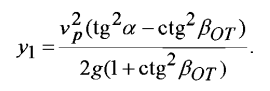 y₁ = v_p²(tg²α − ctg²β_OT) / 2g(1 + ctg²β_OT).